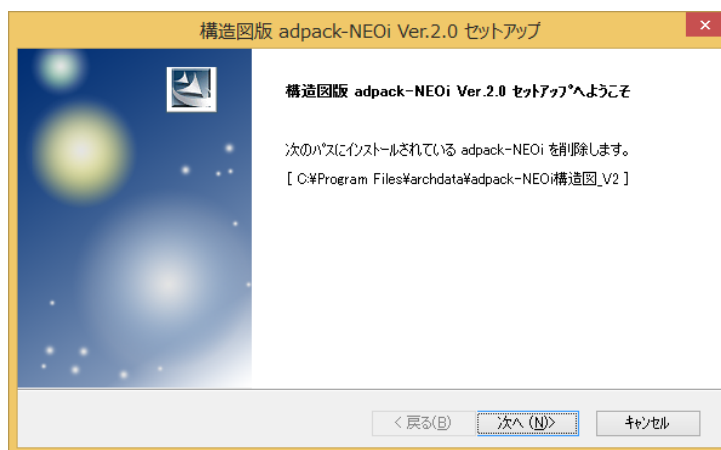 構造図版 adpack-NEOi Ver.2.0 セットアップ
×
構造図版 adpack-NEOi Ver.2.0 セットアップへようこそ
次のパスにインストールされている adpack-NEOi を削除します。
[ C:¥Program Files¥archdata¥adpack-NEOi構造図_V2 ]
< 戻る(B)
次へ (N)>
キャンセル